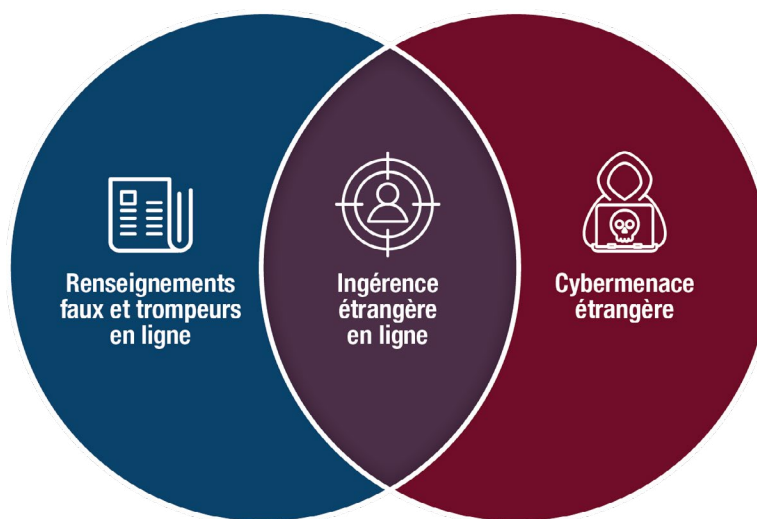 Renseignements
faux et trompeurs
en ligne
Ingérence
étrangère
en ligne
Cybermenace
étrangère